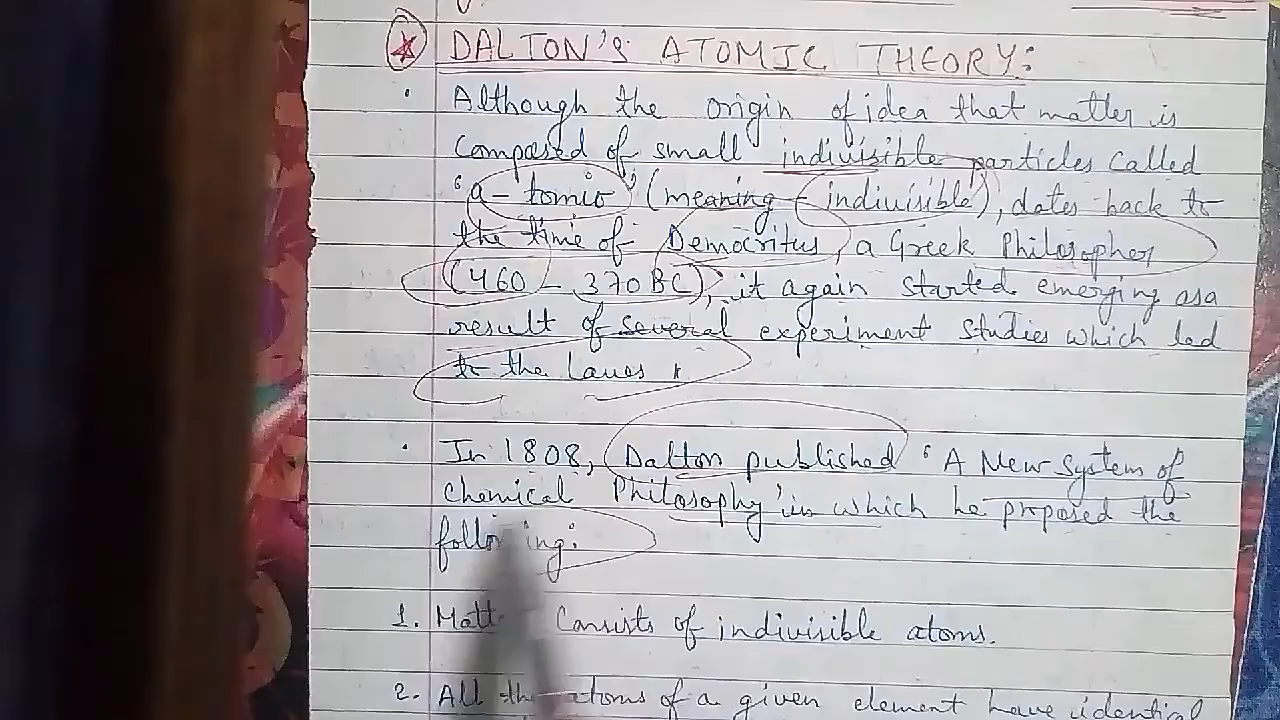 DALTON'S ATOMIC THEORY:
• Although the origin of idea that matter is
composed of small indivisible particles called
'a-tomio' (meaning - indivisible), dates back to
the time of Democritus, a Greek Philosopher
(460 - 370 BC), it again started emerging as a
result of several experiment studies which led
to the Laws
• In 1808, Dalton published 'A New System of
Chemical Philosophy' in which he proposed the
following:
1. Matt Consists of indivisible atoms.
2. All the atoms of a given element have identical